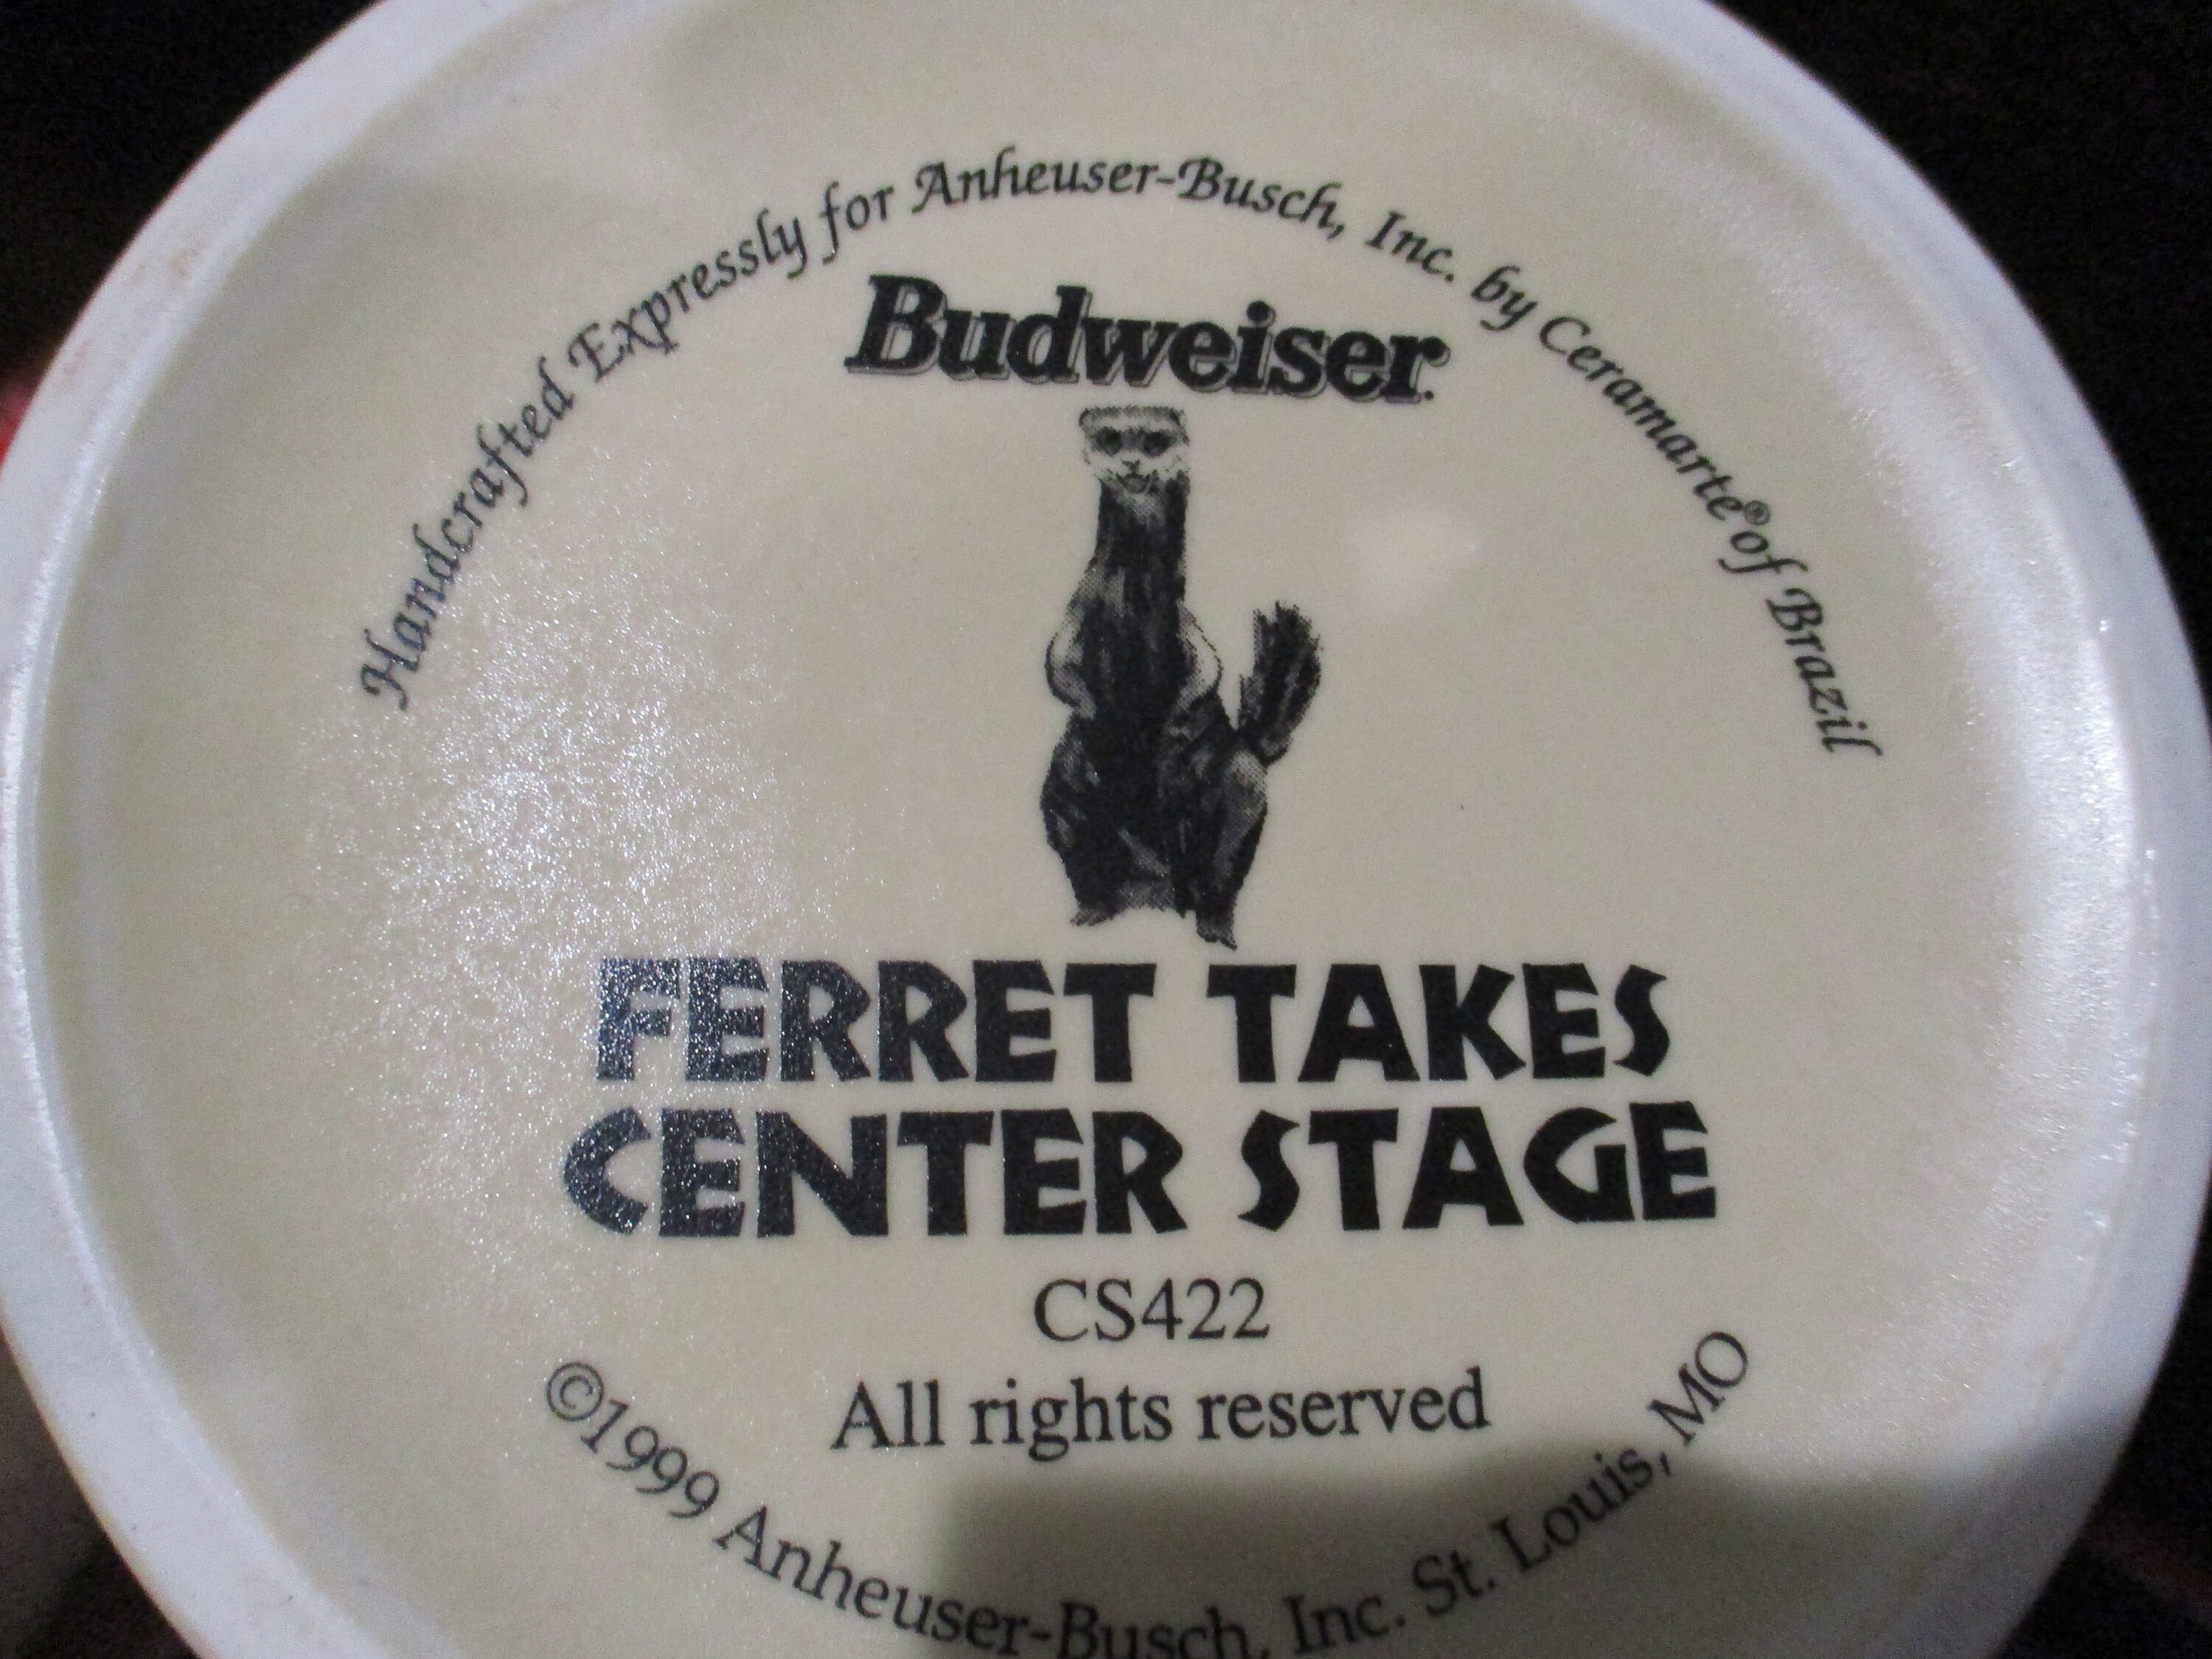 Handcrafted Expressly for Anheuser-Busch, Inc. by Ceramarte® of Brazil
Budweiser
FERRET TAKES
CENTER STAGE
CS422
All rights reserved
©1999 Anheuser-Busch, Inc. St. Louis, MO